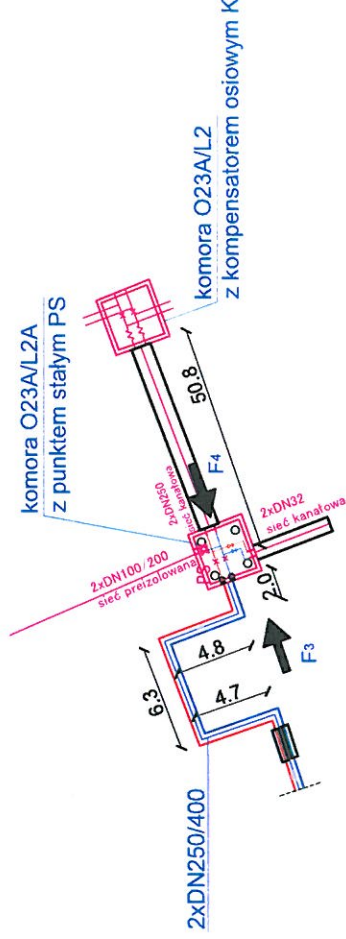 komora O23A/L2A
z punktem stałym PS
komora O23A/L2
z kompensatorem osiowym K
2xDN100/200
sieć preizolowana
2xDN250
sieć kanałowa
50.8
F4
PS
2xDN32
sieć kanałowa
2.0
6.3
4.8
4.7
F3
2xDN250/400